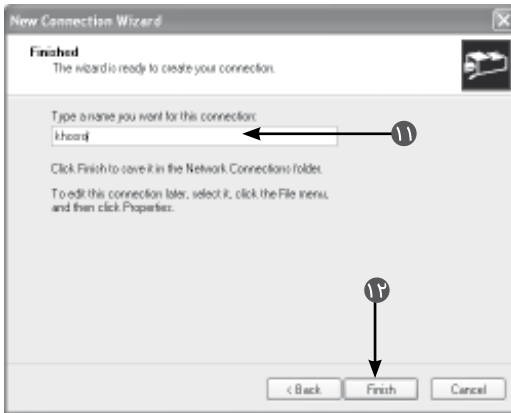 New Connection Wizard
Finished
The wizard is ready to create your connection.
Type a name you want for this connection:
۱۱
Click Finish to save it in the Network Connections folder.
To edit this connection later, select it, click the File menu,
and then click Properties.
۱۲
< Back
Finish
Cancel